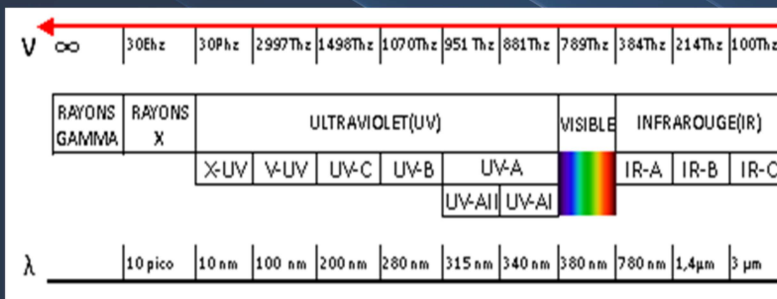 ν ∞ 30Ehz 30Phz 2997Thz 1498Thz 1070Thz 951 Thz 881Thz 789Thz 384Thz 214Thz 100Thz
RAYONS GAMMA RAYONS X ULTRAVIOLET(UV) VISIBLE INFRAROUGE(IR)
X-UV V-UV UV-C UV-B UV-A IR-A IR-B IR-C
UV-AII UV-AI
λ 10 pico 10 nm 100 nm 200 nm 280 nm 315 nm 340 nm 380 nm 780 nm 1,4µm 3 µm